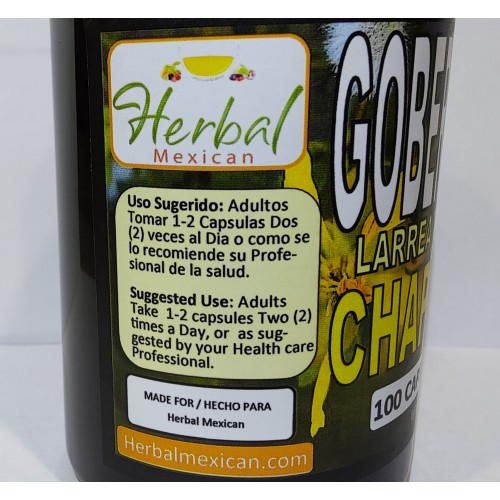 Herbal
Mexican
Uso Sugerido: Adultos
Tomar 1-2 Capsulas Dos
(2) veces al Dia o como se
lo recomiende su Profe-
sional de la salud.
Suggested Use: Adults
Take 1-2 capsules Two (2)
times a Day, or as sug-
gested by your Health care
Professional.
MADE FOR / HECHO PARA
Herbal Mexican
Herbalmexican.com
LARREA
100